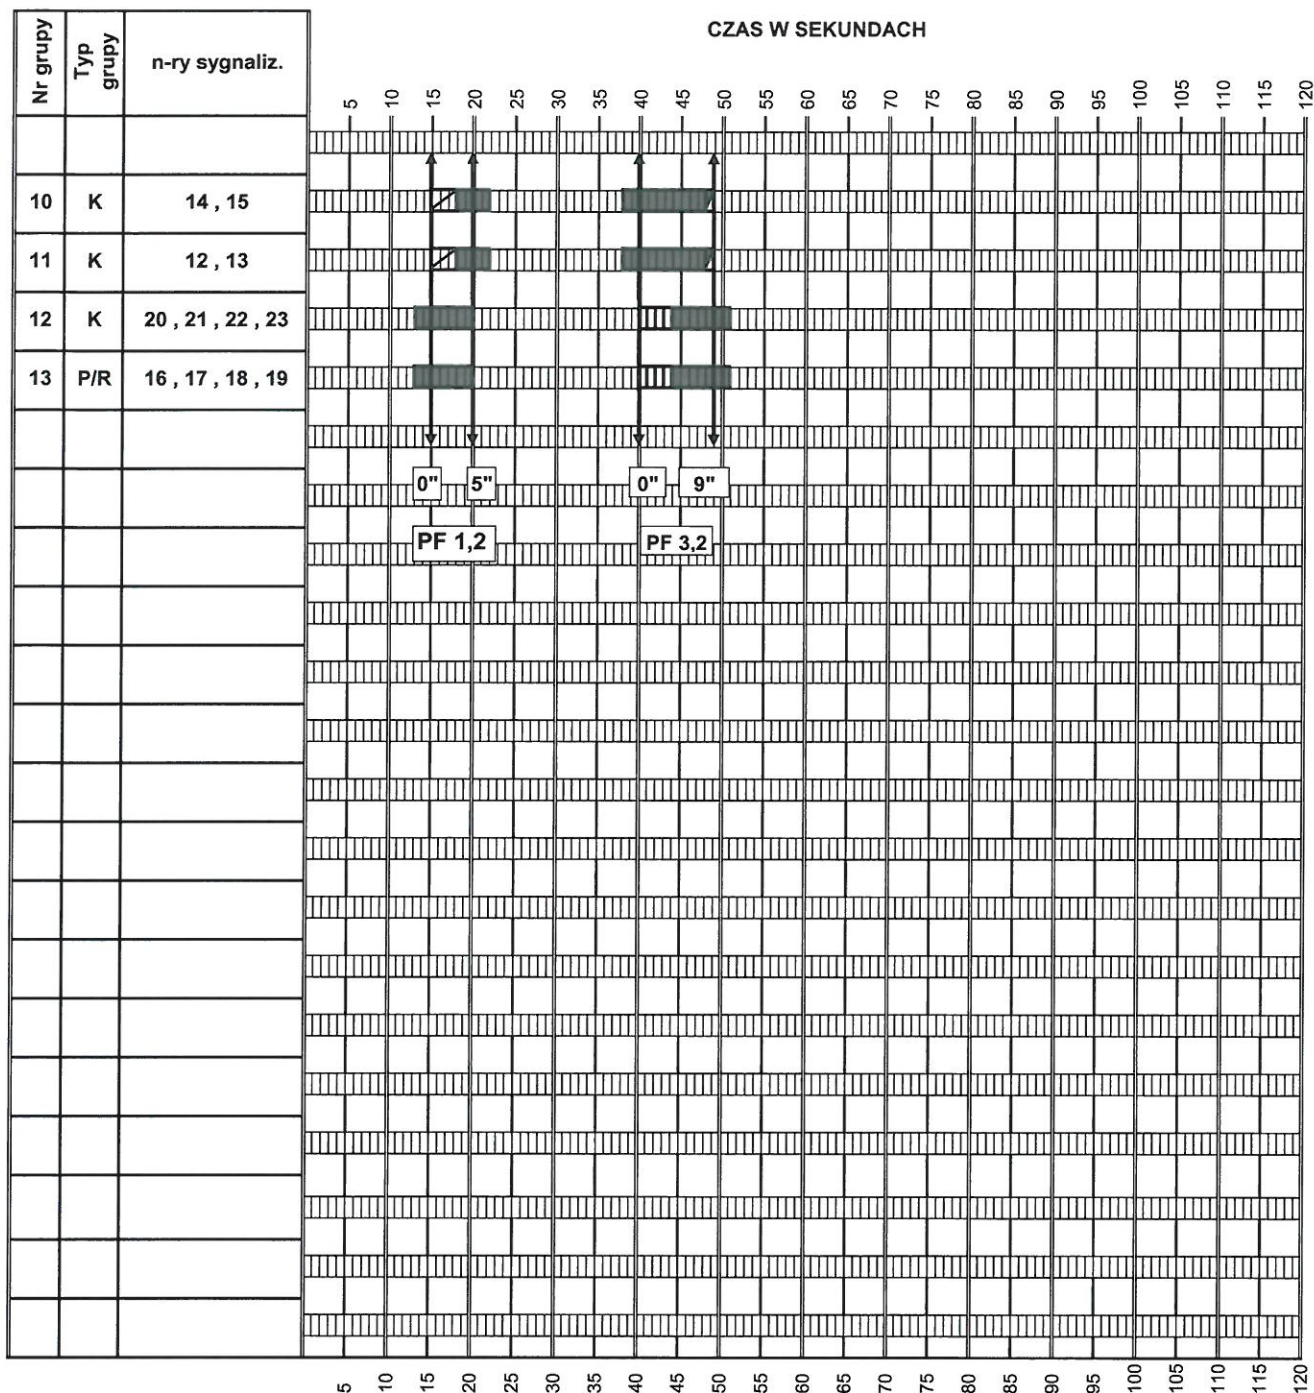 CZAS W SEKUNDACH
Nr grupy
Typ grupy
n-ry sygnaliz.
5 10 15 20 25 30 35 40 45 50 55 60 65 70 75 80 85 90 95 100 105 110 115 120
10 K 14 , 15
11 K 12 , 13
12 K 20 , 21 , 22 , 23
13 P/R 16 , 17 , 18 , 19
0" 5" 0" 9"
PF 1,2 PF 3,2
5 10 15 20 25 30 35 40 45 50 55 60 65 70 75 80 85 90 95 100 105 110 115 120